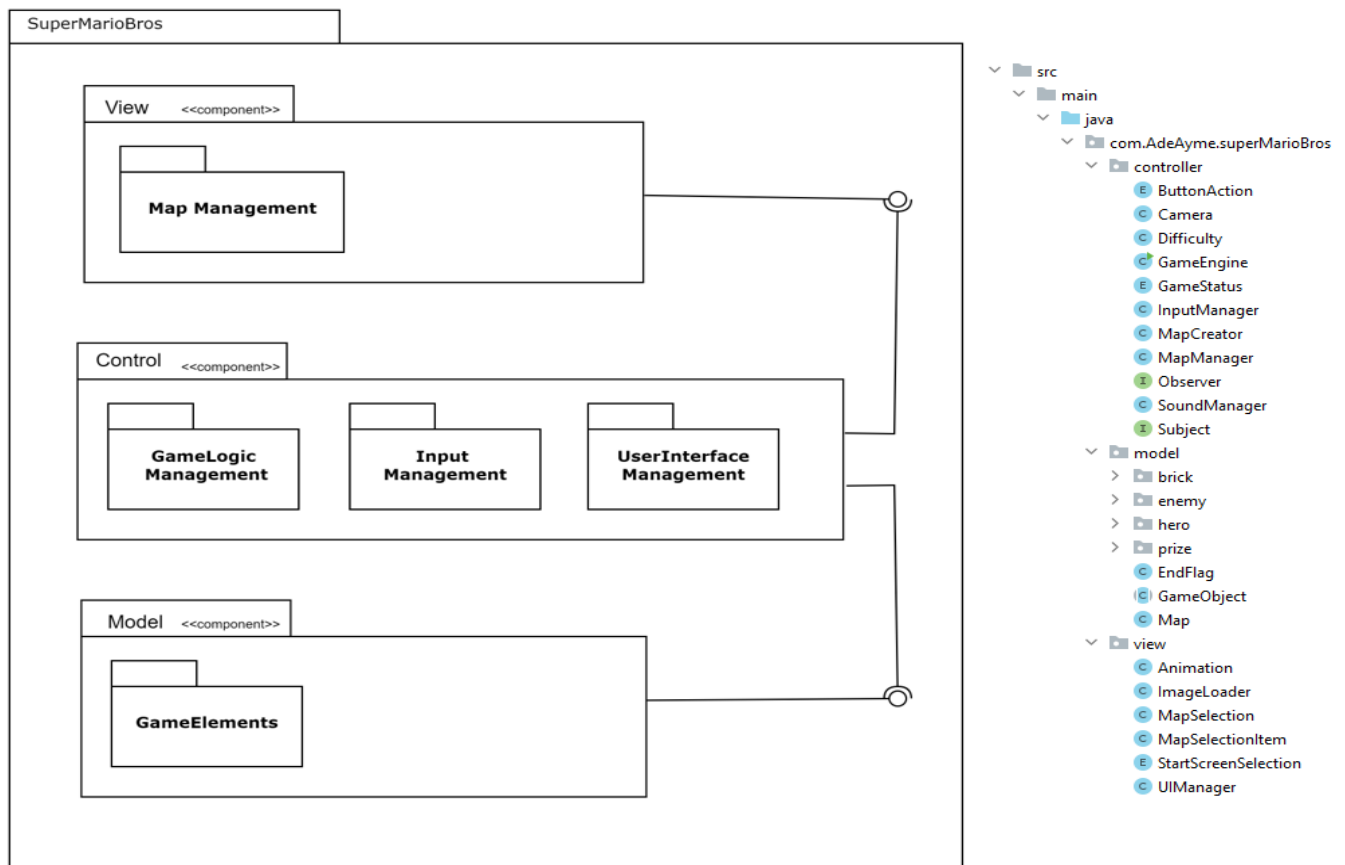 SuperMarioBros
View <<component>>
Map Management
Control <<component>>
GameLogic
Management
Input
Management
UserInterface
Management
Model <<component>>
GameElements
src
main
java
com.AdeAyme.superMarioBros
controller
E ButtonAction
C Camera
C Difficulty
C GameEngine
E GameStatus
C InputManager
C MapCreator
C MapManager
I Observer
C SoundManager
I Subject
model
brick
enemy
hero
prize
C EndFlag
C GameObject
C Map
view
C Animation
C ImageLoader
C MapSelection
C MapSelectionItem
E StartScreenSelection
C UIManager